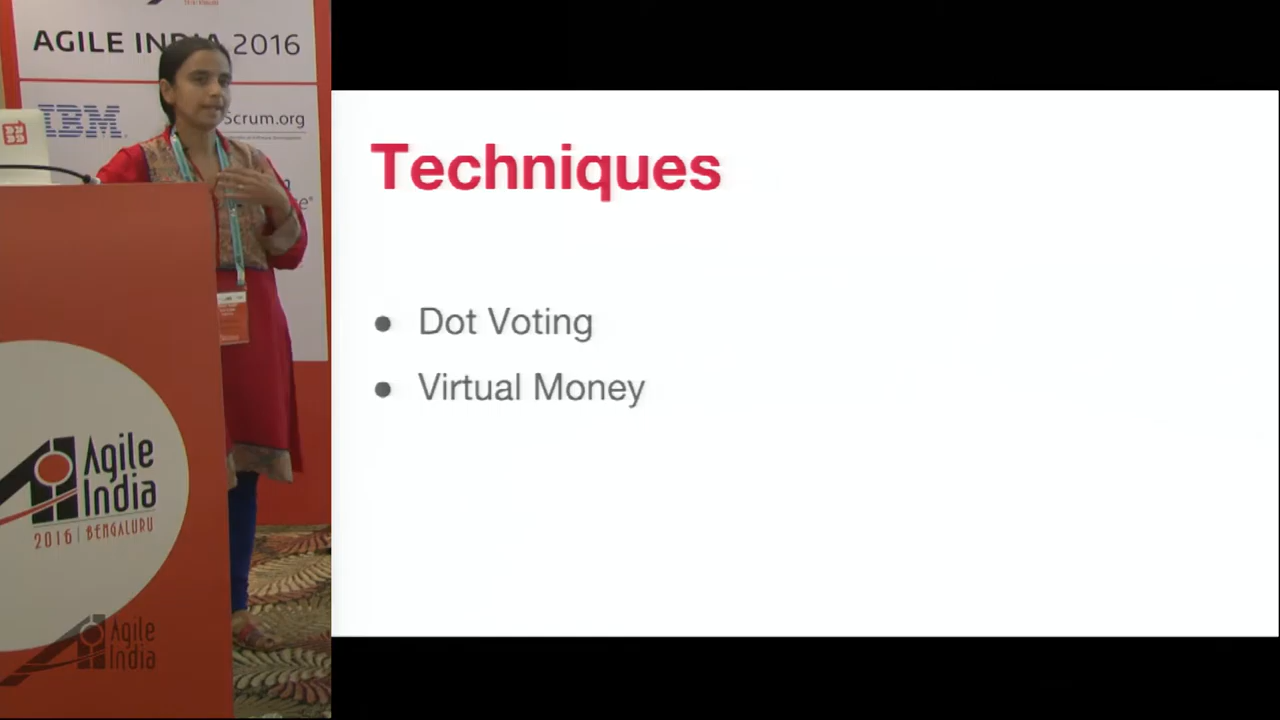 AGILE INDIA 2016
IBM
Scrum.org
Agile
India
2016 | BENGALURU
Agile
India
Techniques
● Dot Voting
● Virtual Money